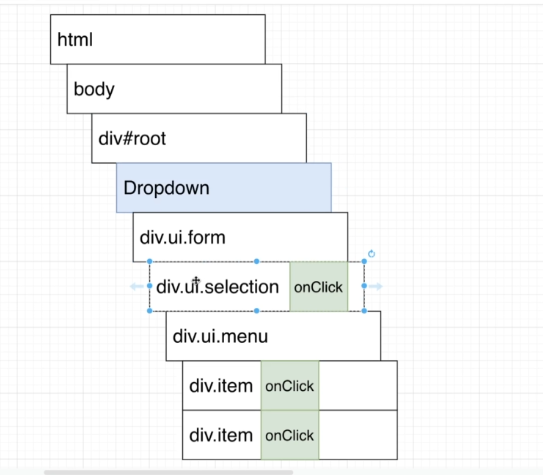 html
body
div#root
Dropdown
div.ui.form
div.ui.selection onClick
div.ui.menu
div.item onClick
div.item onClick